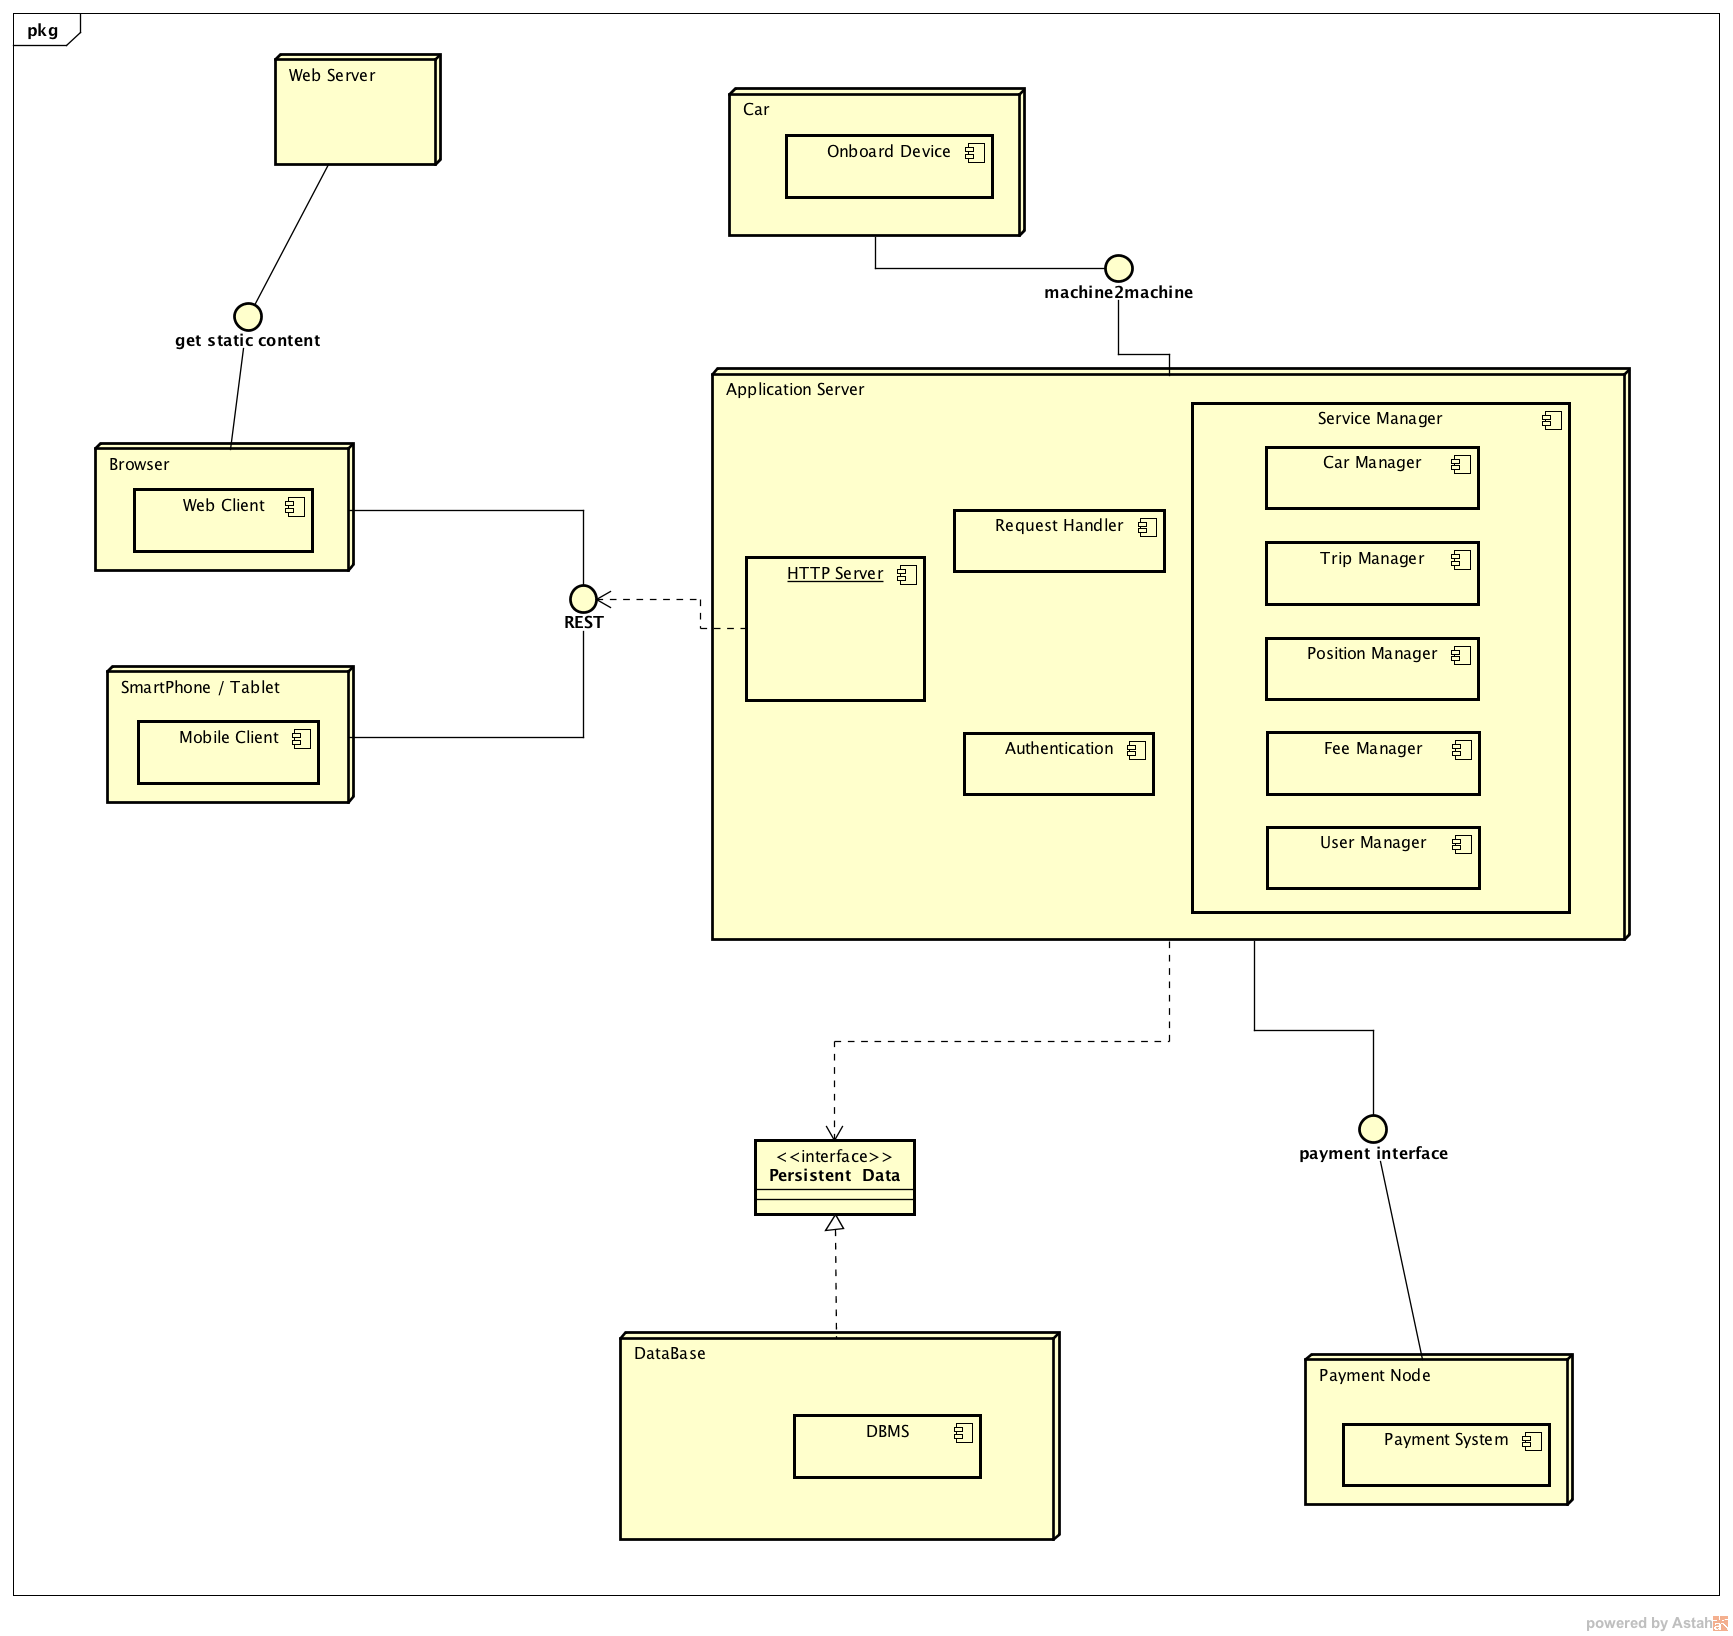 pkg
Web Server
Car
Onboard Device
machine2machine
get static content
Application Server
Service Manager
Car Manager
Browser
Web Client
Request Handler
Trip Manager
HTTP Server
REST
Position Manager
SmartPhone / Tablet
Mobile Client
Authentication
Fee Manager
User Manager
<<interface>>
Persistent Data
payment interface
DataBase
DBMS
Payment Node
Payment System
powered by Astah